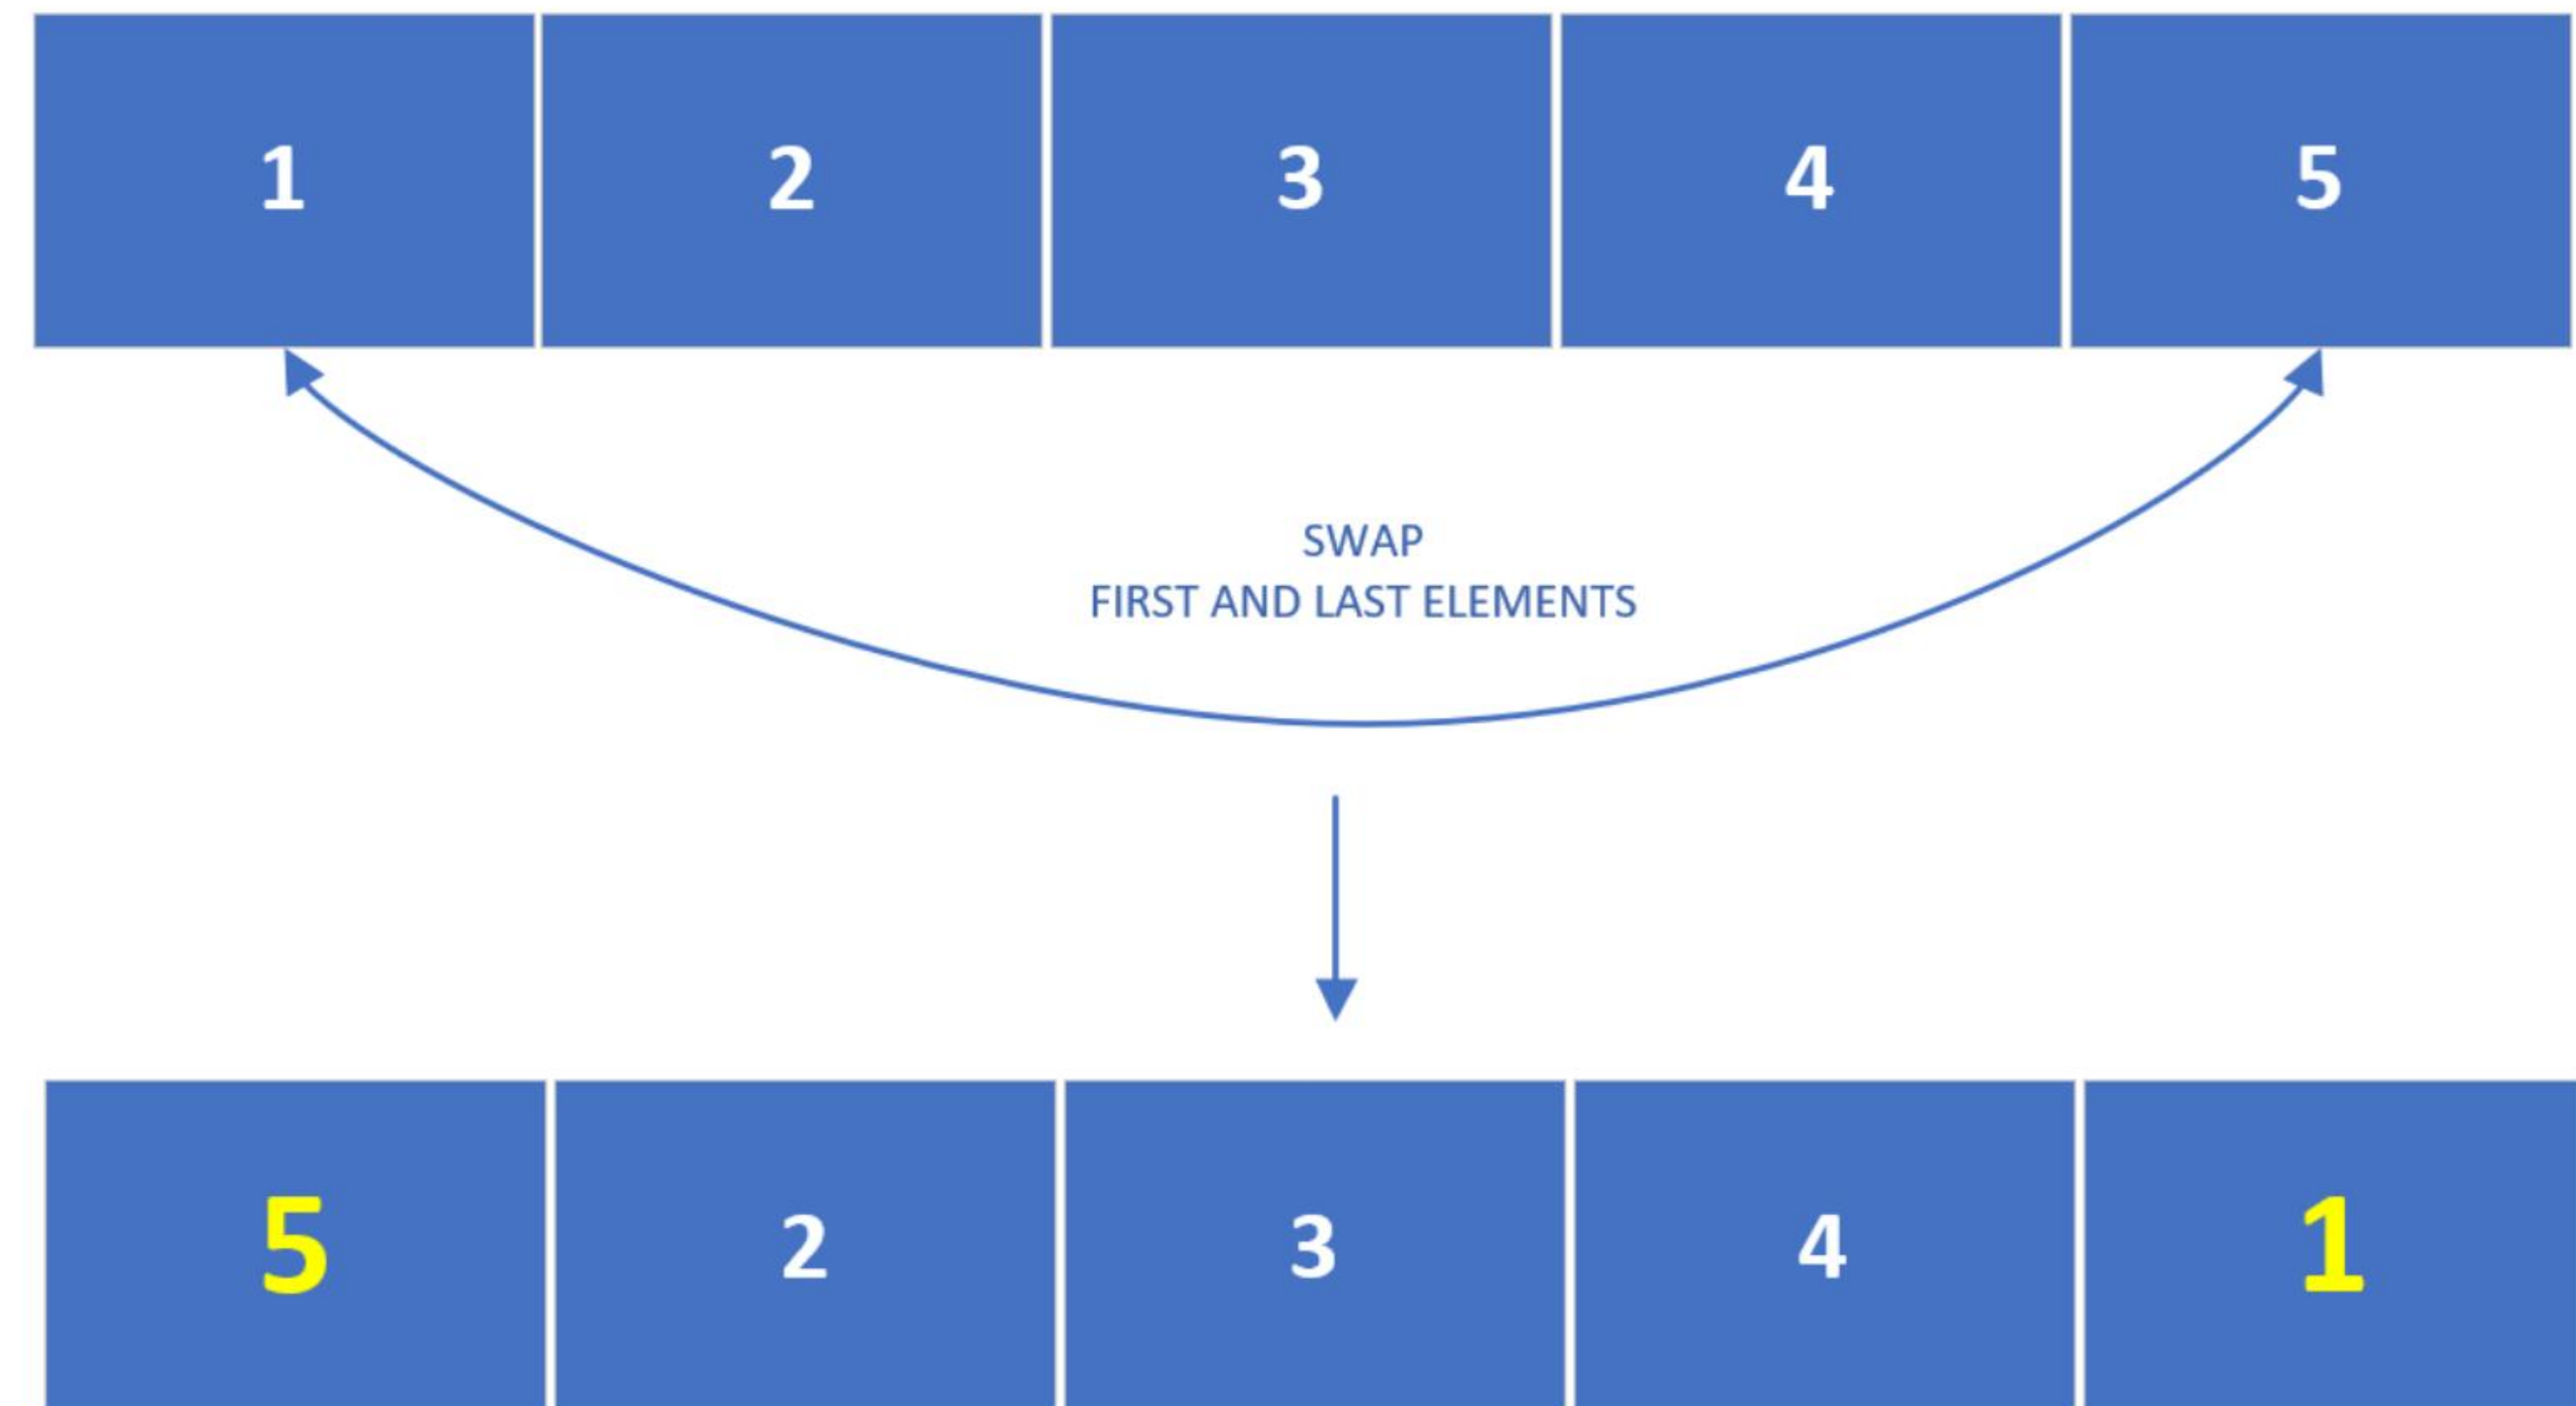 1 2 3 4 5
SWAP
FIRST AND LAST ELEMENTS
5 2 3 4 1